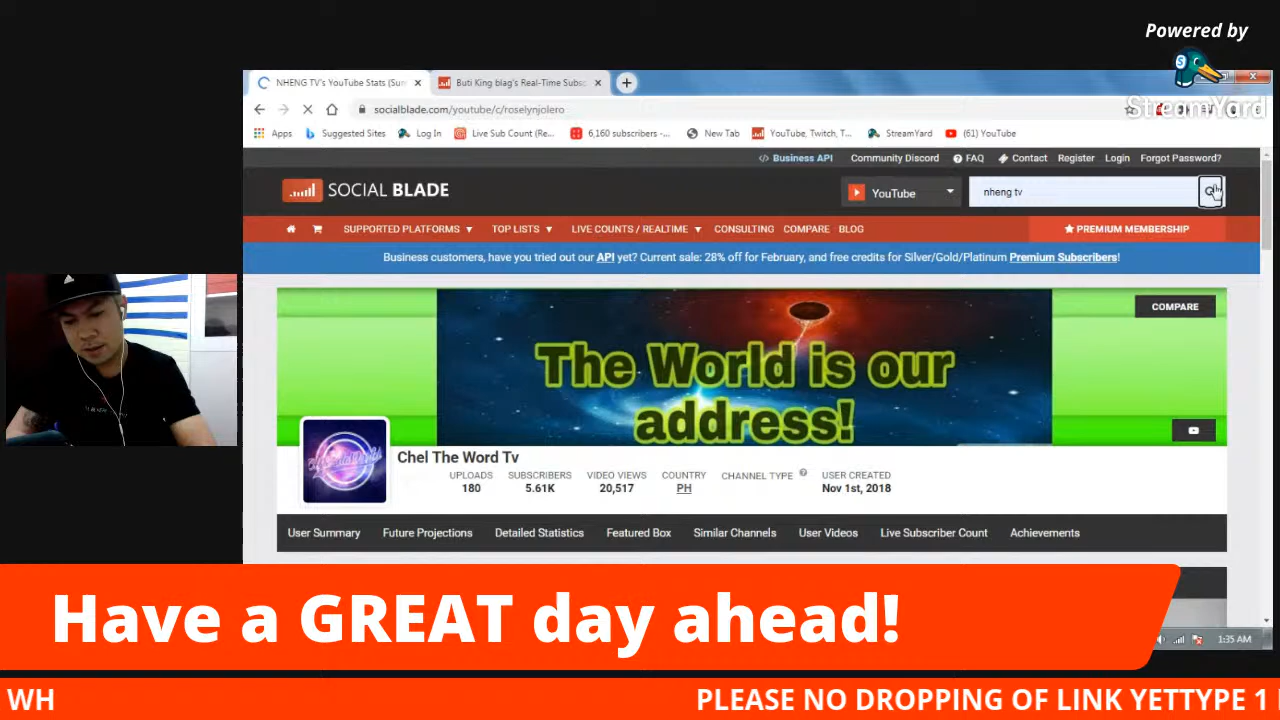 Powered by
StreamYard
NHENG TV's YouTube Stats (Sum
Buti King blag's Real-Time Subsc
socialblade.com/youtube/c/roselynjolero
Apps
Suggested Sites
Log In
Live Sub Count (Re...
6,160 subscribers -...
New Tab
YouTube, Twitch, T...
StreamYard
(61) YouTube
Business API
Community Discord
FAQ
Contact
Register
Login
Forgot Password?
SOCIAL BLADE
YouTube
nheng tv
SUPPORTED PLATFORMS
TOP LISTS
LIVE COUNTS / REALTIME
CONSULTING
COMPARE
BLOG
PREMIUM MEMBERSHIP
Business customers, have you tried out our API yet? Current sale: 28% off for February, and free credits for Silver/Gold/Platinum Premium Subscribers!
COMPARE
The World is our
address!
Chel The Word Tv
UPLOADS
180
SUBSCRIBERS
5.61K
VIDEO VIEWS
20,517
COUNTRY
PH
CHANNEL TYPE
USER CREATED
Nov 1st, 2018
User Summary
Future Projections
Detailed Statistics
Featured Box
Similar Channels
User Videos
Live Subscriber Count
Achievements
Have a GREAT day ahead!
1:35 AM
WH
PLEASE NO DROPPING OF LINK YETTYPE 1